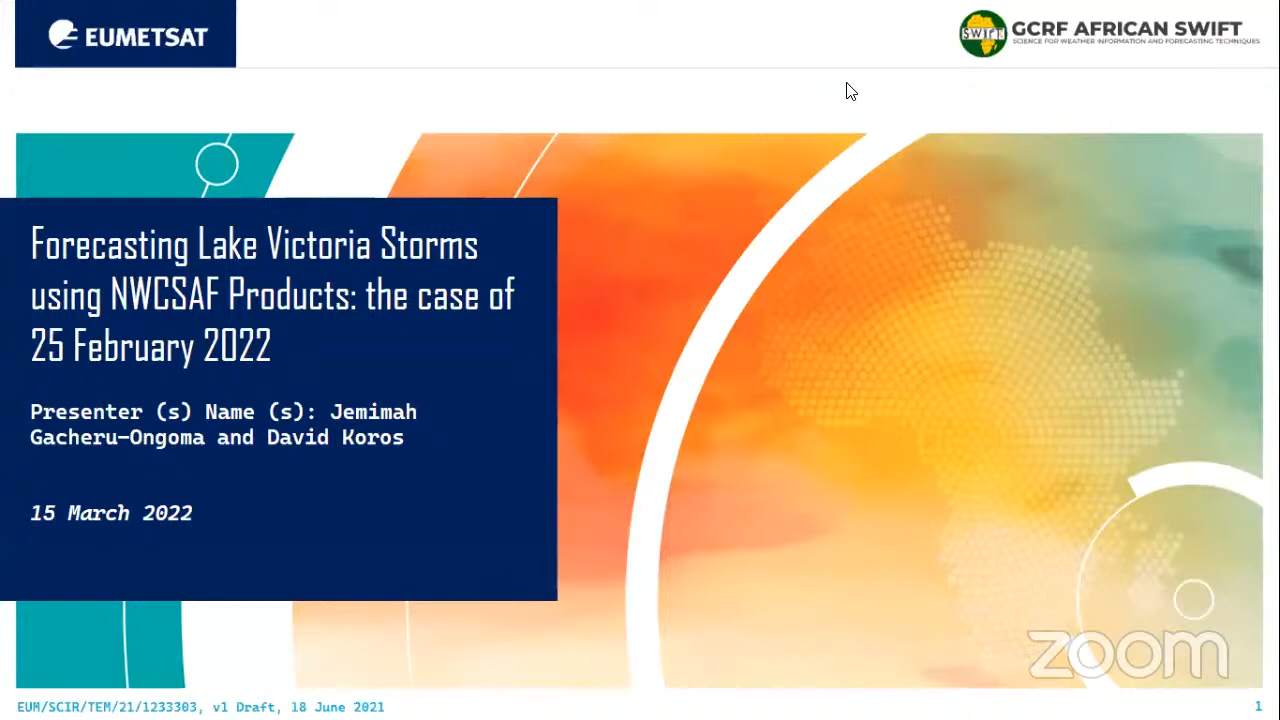 EUMETSAT
SWIFT
GCRF AFRICAN SWIFT
SCIENCE FOR WEATHER INFORMATION AND FORECASTING TECHNIQUES
Forecasting Lake Victoria Storms
using NWCSAF Products: the case of
25 February 2022
Presenter (s) Name (s): Jemimah
Gacheru-Ongoma and David Koros
15 March 2022
zoom
EUM/SCIR/TEM/21/1233303, v1 Draft, 18 June 2021
1